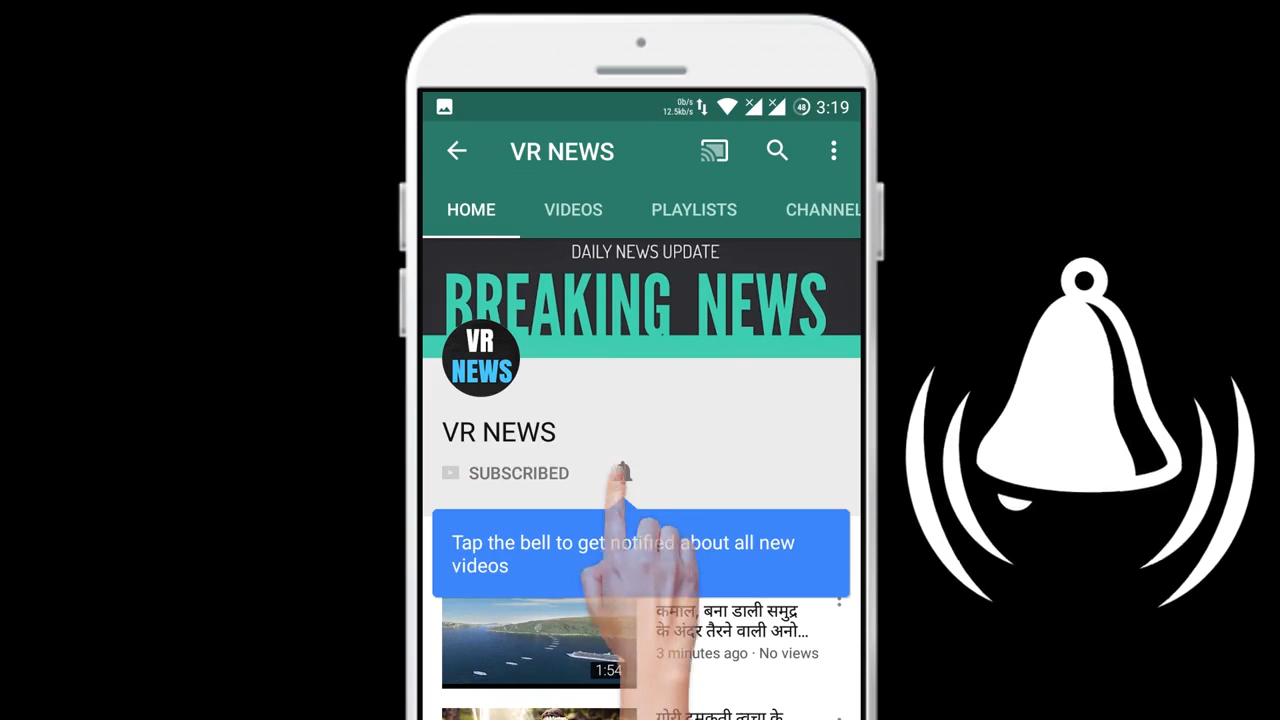 0b/s
12.5kb/s
48
3:19
VR NEWS
HOME VIDEOS PLAYLISTS CHANNEL
DAILY NEWS UPDATE
BREAKING NEWS
VR
NEWS
VR NEWS
SUBSCRIBED
Tap the bell to get notified about all new
videos
कमाल, बना डाली समुद्र
के अंदर तैरने वाली अनो...
3 minutes ago · No views
1:54
गोरी दमकती त्वचा के